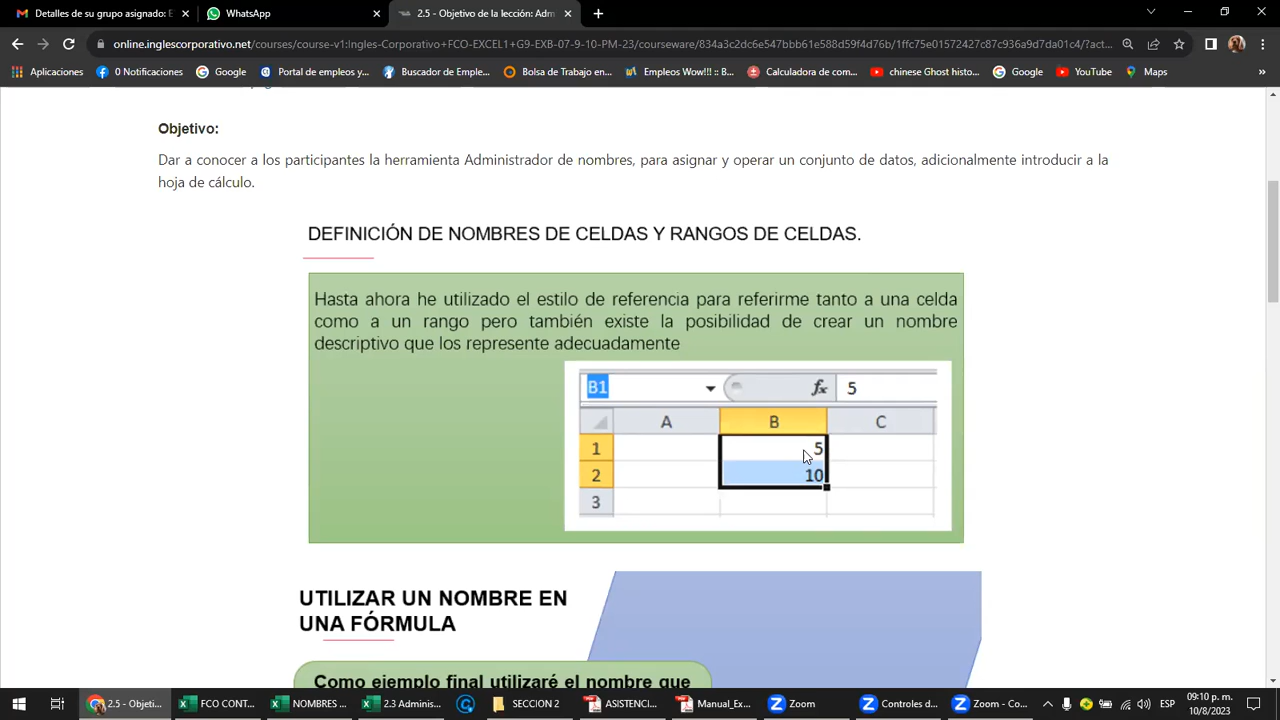 Detalles de su grupo asignado: E
WhatsApp
2.5 - Objetivo de la lección: Adm
online.inglescorporativo.net/courses/course-v1:Ingles-Corporativo+FCO-EXCEL1+G9-EXB-07-9-10-PM-23/courseware/834a3c2dc6e547bbb61e588d59f4d76b/1ffc75e01572427c87c936a9d7da01c4/?act...
Aplicaciones
0 Notificaciones
Google
Portal de empleos y...
Buscador de Emple...
Bolsa de Trabajo en...
Empleos Wow!!! :: B...
Calculadora de com...
chinese Ghost histo...
Google
YouTube
Maps
»
Objetivo:
Dar a conocer a los participantes la herramienta Administrador de nombres, para asignar y operar un conjunto de datos, adicionalmente introducir a la
hoja de cálculo.
DEFINICIÓN DE NOMBRES DE CELDAS Y RANGOS DE CELDAS.
Hasta ahora he utilizado el estilo de referencia para referirme tanto a una celda
como a un rango pero también existe la posibilidad de crear un nombre
descriptivo que los represente adecuadamente
B1 fx 5
A B C
1 5
2 10
3
UTILIZAR UN NOMBRE EN
UNA FÓRMULA
Como ejemplo final utilizaré el nombre que
2.5 - Objeti...
FCO CONT...
NOMBRES ...
2.3 Adminis...
SECCION 2
ASISTENCI...
Manual_Ex...
Zoom
Controles d...
Zoom - Co...
ESP
09:10 p. m.
10/8/2023